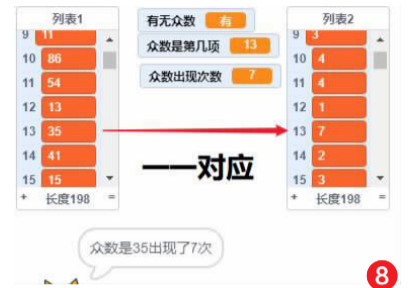 列表1
9 11
10 86
11 54
12 13
13 35
14 41
15 15
+ 长度198 =
有无众数 有
众数是第几项 13
众数出现次数 7
一一对应
列表2
9 3
10 4
11 4
12 1
13 7
14 2
15 3
+ 长度198 =
众数是35出现了7次
8